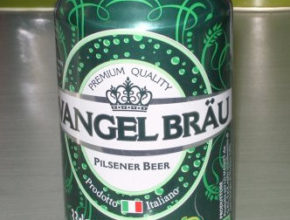 PREMIUM QUALITY
VANGEL BRÄU
PILSENER BEER
Prodotto Italiano